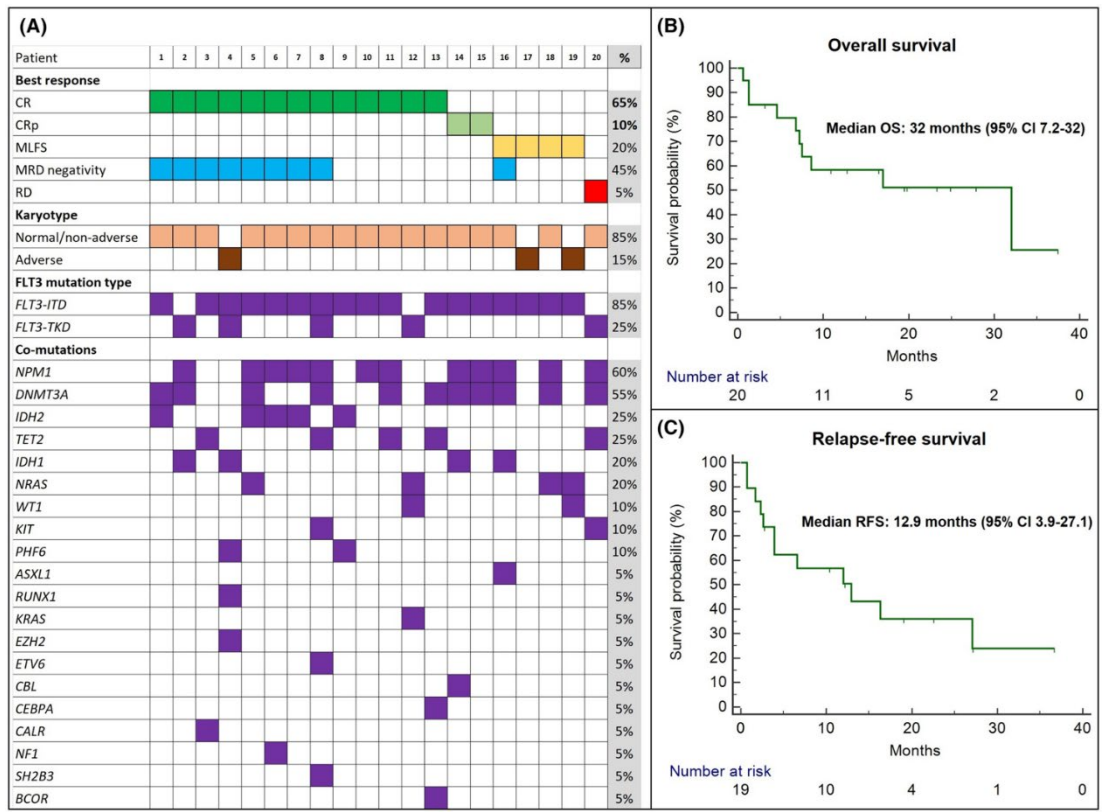 (A)
Patient 1 2 3 4 5 6 7 8 9 10 11 12 13 14 15 16 17 18 19 20 %
Best response
CR 65%
CRp 10%
MLFS 20%
MRD negativity 45%
RD 5%
Karyotype
Normal/non-adverse 85%
Adverse 15%
FLT3 mutation type
FLT3-ITD 85%
FLT3-TKD 25%
Co-mutations
NPM1 60%
DNMT3A 55%
IDH2 25%
TET2 25%
IDH1 20%
NRAS 20%
WT1 10%
KIT 10%
PHF6 10%
ASXL1 5%
RUNX1 5%
KRAS 5%
EZH2 5%
ETV6 5%
CBL 5%
CEBPA 5%
CALR 5%
NF1 5%
SH2B3 5%
BCOR 5%
(B)
Overall survival
Survival probability (%)
100
90
80
70
60
50
40
30
20
10
0
Median OS: 32 months (95% CI 7.2-32)
0 10 20 30 40
Months
Number at risk
20 11 5 2 0
(C)
Relapse-free survival
Survival probability (%)
100
90
80
70
60
50
40
30
20
10
0
Median RFS: 12.9 months (95% CI 3.9-27.1)
0 10 20 30 40
Months
Number at risk
19 10 4 1 0